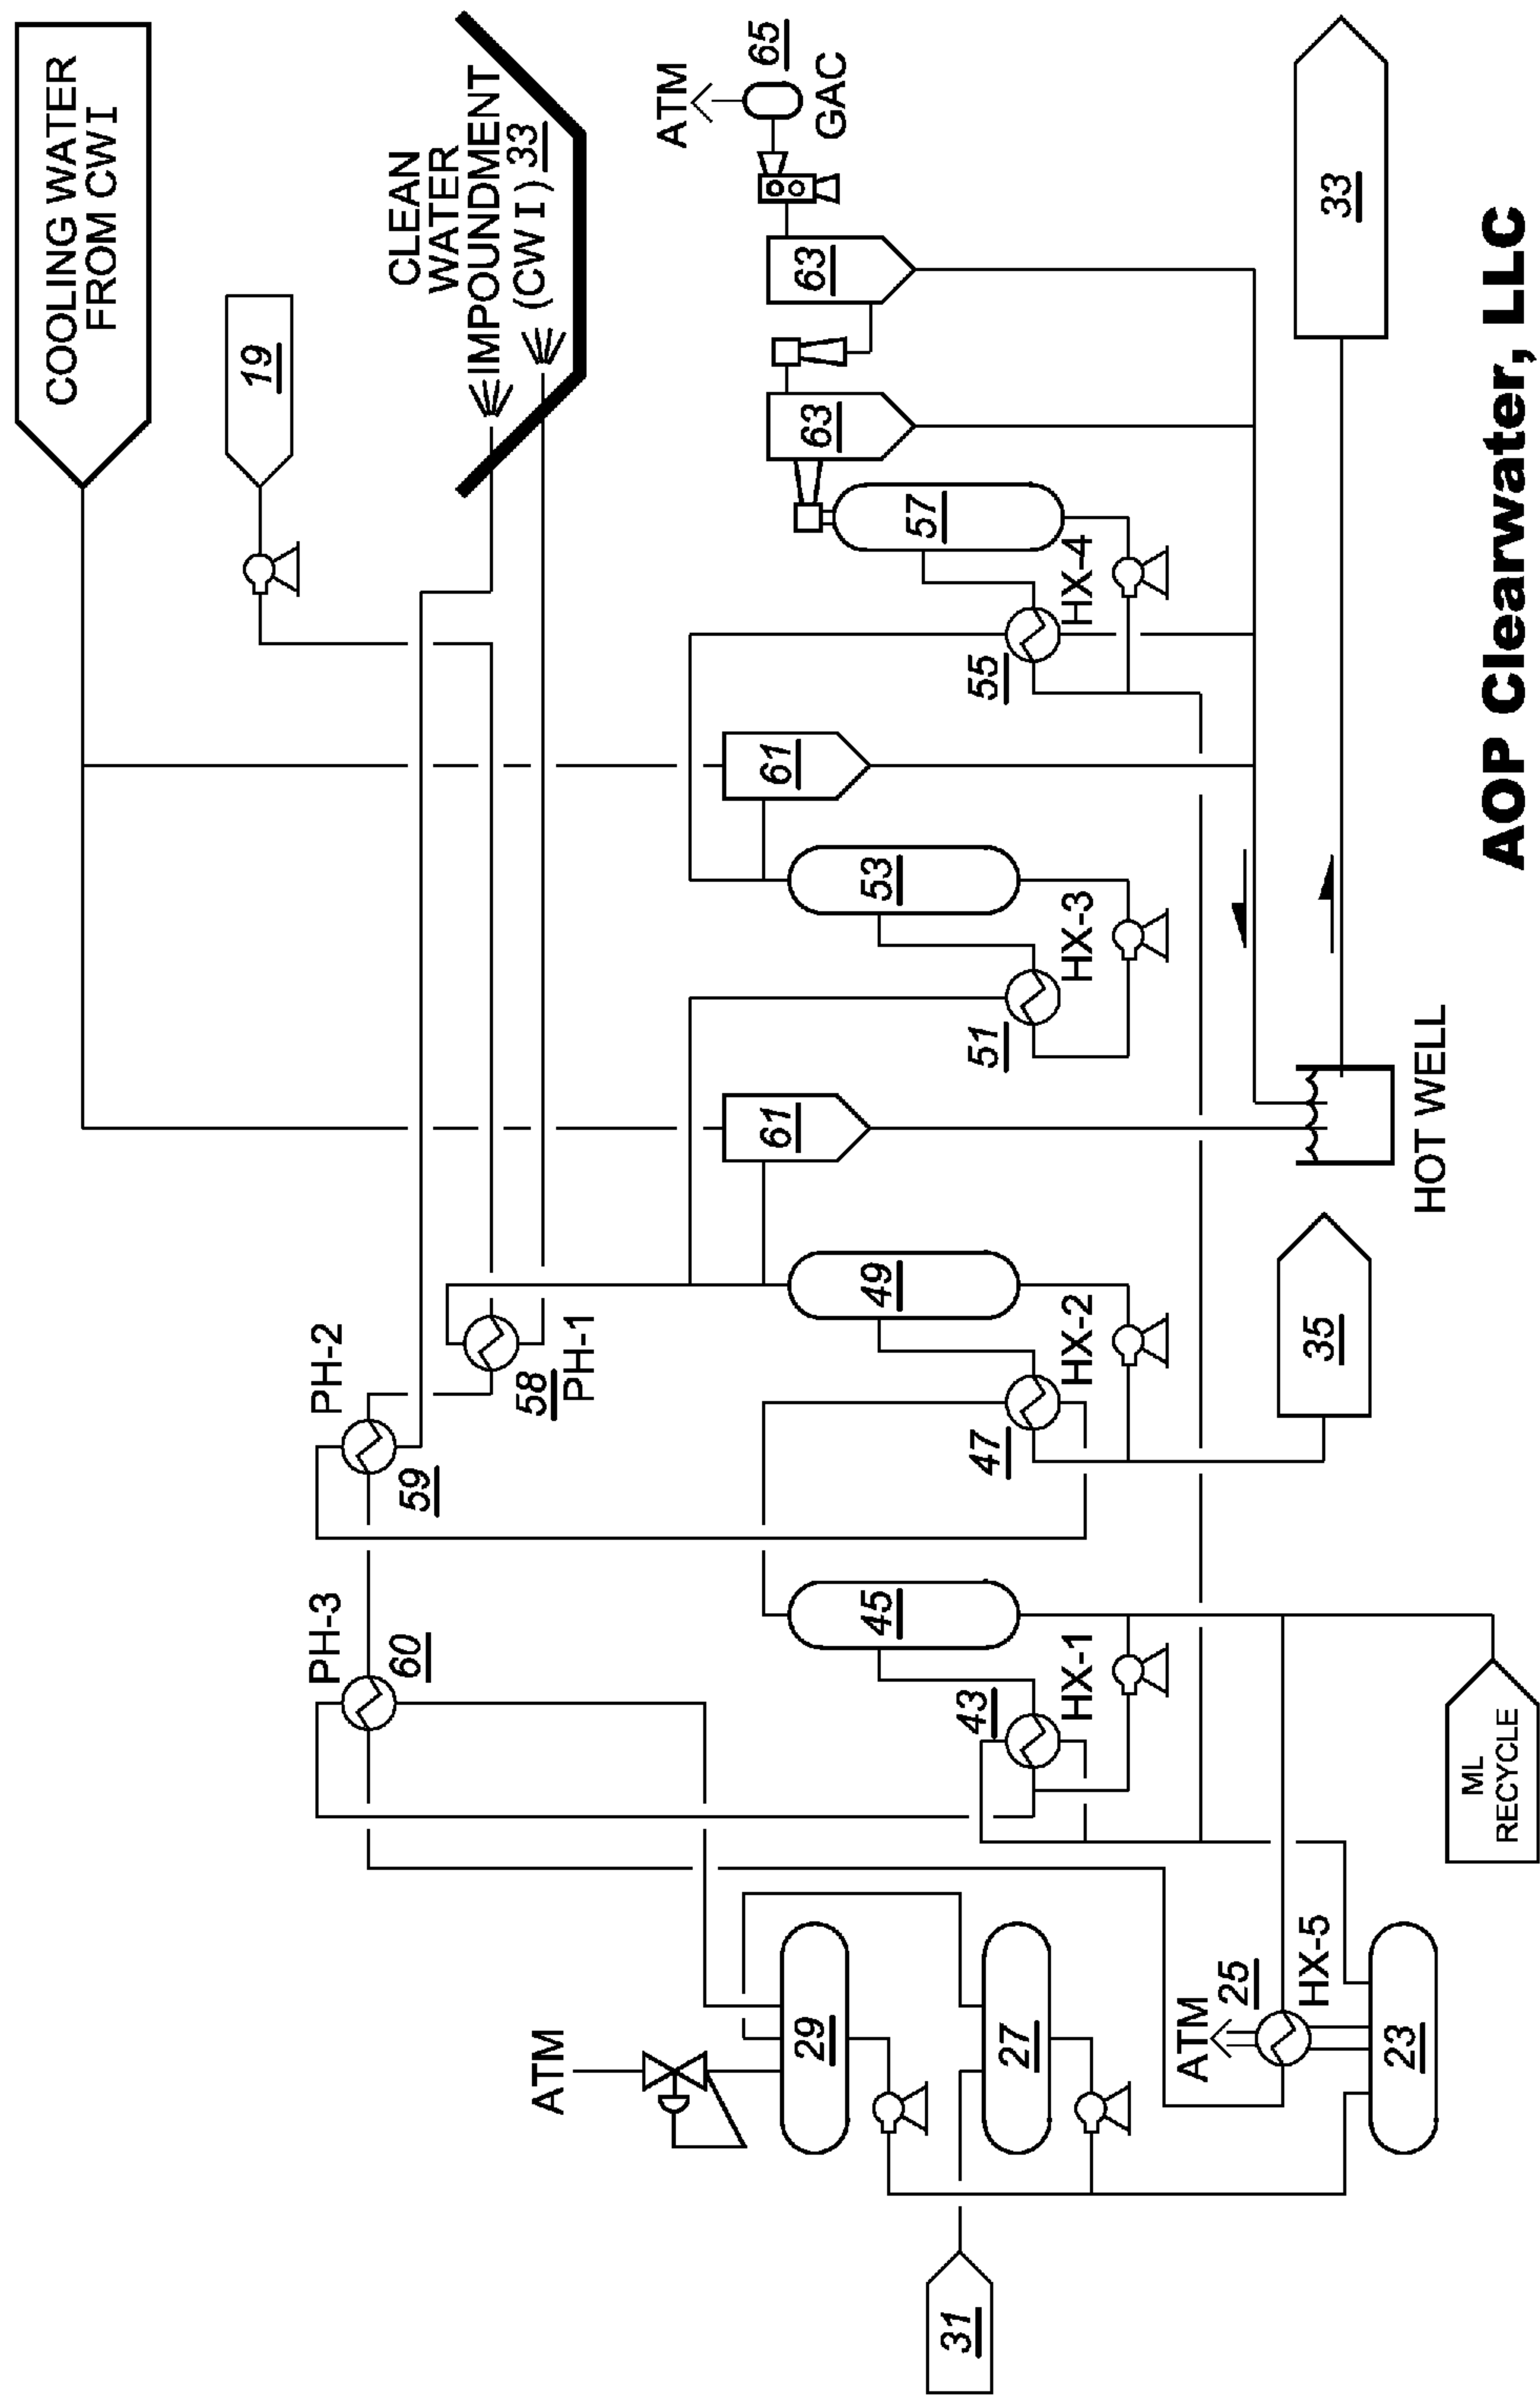 COOLING WATER
FROM CWI
19
CLEAN
WATER
IMPOUNDMENT
(CWI) 33
ATM
65
GAC
63
63
57
HX-4
55
61
53
HX-3
51
61
PH-2
59
58
PH-1
49
HX-2
47
PH-3
60
45
43
HX-1
33
HOT WELL
35
ML
RECYCLE
ATM
29
27
ATM
25
HX-5
23
31
AOP Clearwater, LLC